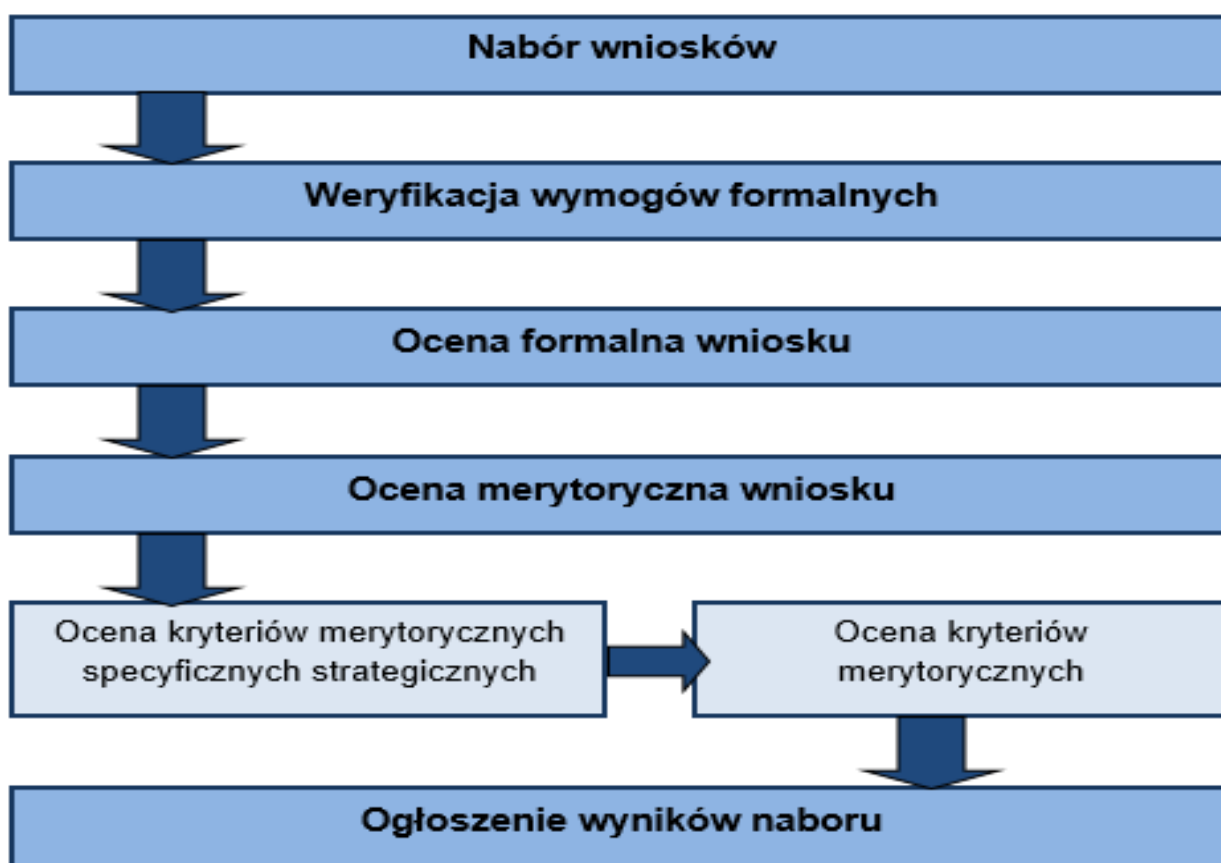 Nabór wniosków
Weryfikacja wymogów formalnych
Ocena formalna wniosku
Ocena merytoryczna wniosku
Ocena kryteriów merytorycznych
specyficznych strategicznych
Ocena kryteriów
merytorycznych
Ogłoszenie wyników naboru